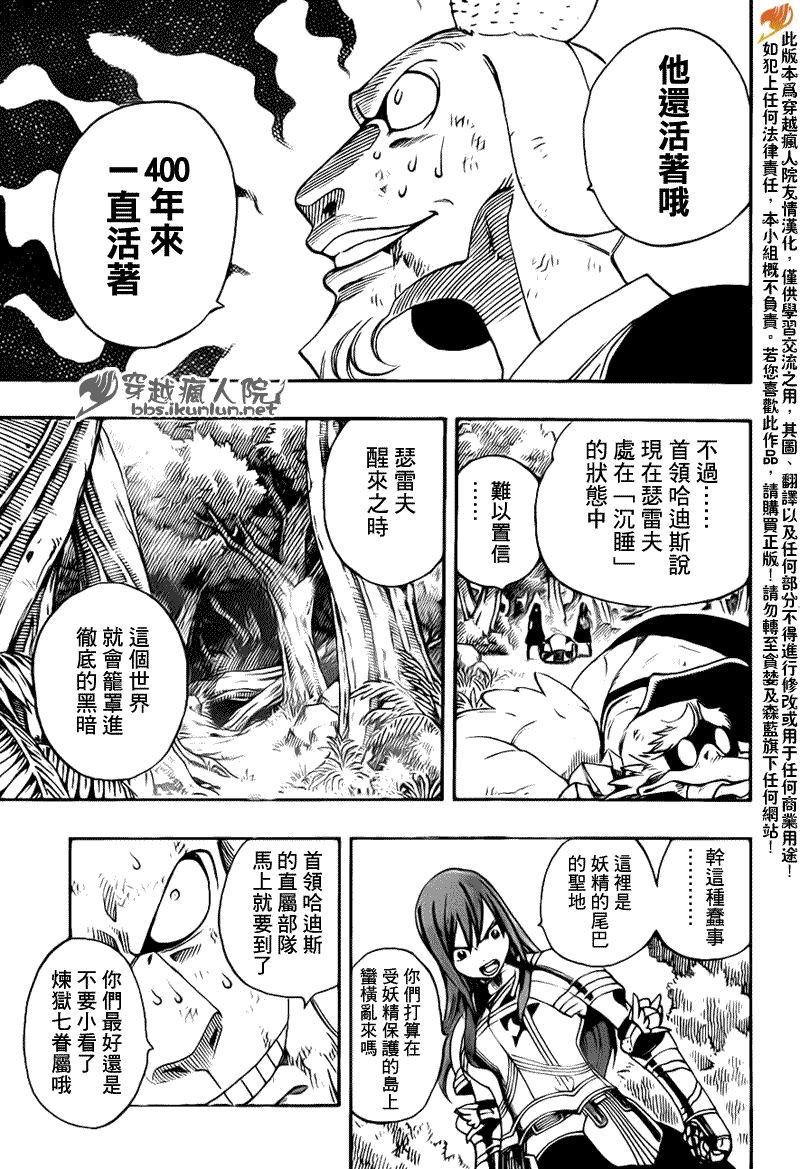 他還活著哦
400年來
一直活著
穿越瘋人院
bbs.ikunlun.net
不過……
首領哈迪斯說
現在瑟雷夫
處在「沉睡」
的狀態中
難以置信
……
瑟雷夫
醒來之時
這個世界
就會籠罩進
徹底的黑暗
幹這種蠢事
…………
這裡是
妖精的尾巴
的聖地
你們打算在
受妖精保護的島上
蠻橫亂來嗎
首領哈迪斯
的直屬部隊
馬上就要到了
你們最好還是
不要小看了
煉獄七眷屬哦
此版本爲穿越瘋人院友情漢化，僅供學習交流之用，其圖、翻譯以及任何部分不得進行修改或用于任何商業用途！
如犯上任何法律責任，本小組概不負責。若您喜歡此作品，請購買正版！請勿轉至貪婪及森藍旗下任何網站！